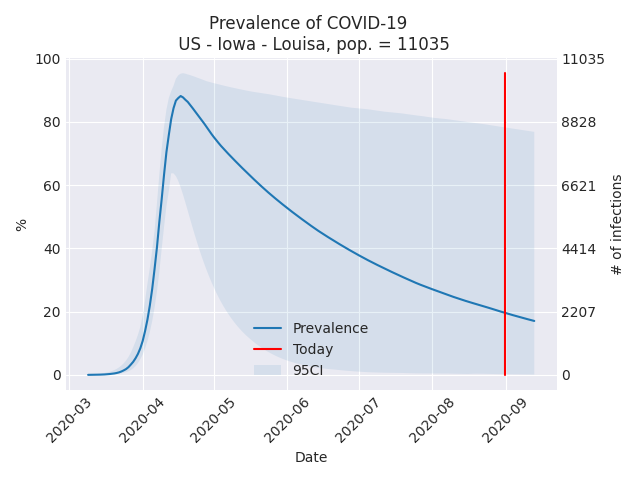 Prevalence of COVID-19
US - Iowa - Louisa, pop. = 11035
100
80
60
40
20
0
%
11035
8828
6621
4414
2207
0
# of infections
Prevalence
Today
95CI
2020-03
2020-04
2020-05
2020-06
2020-07
2020-08
2020-09
Date